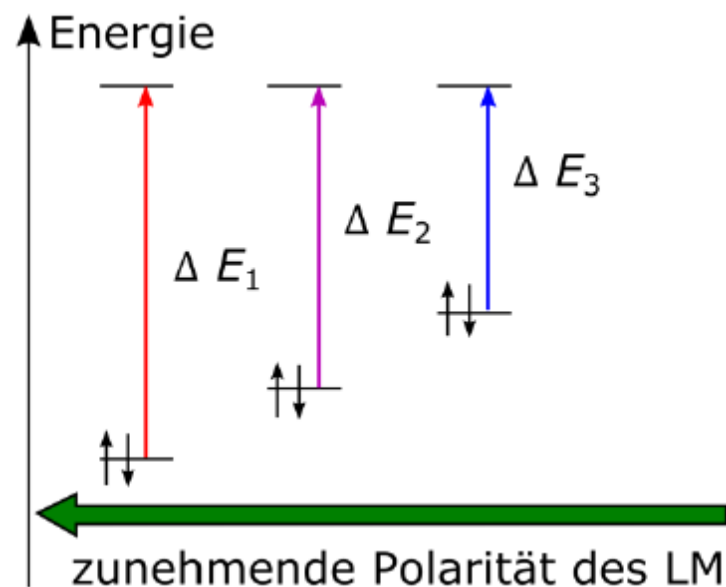 Energie
Δ E₃
Δ E₂
Δ E₁
zunehmende Polarität des LM